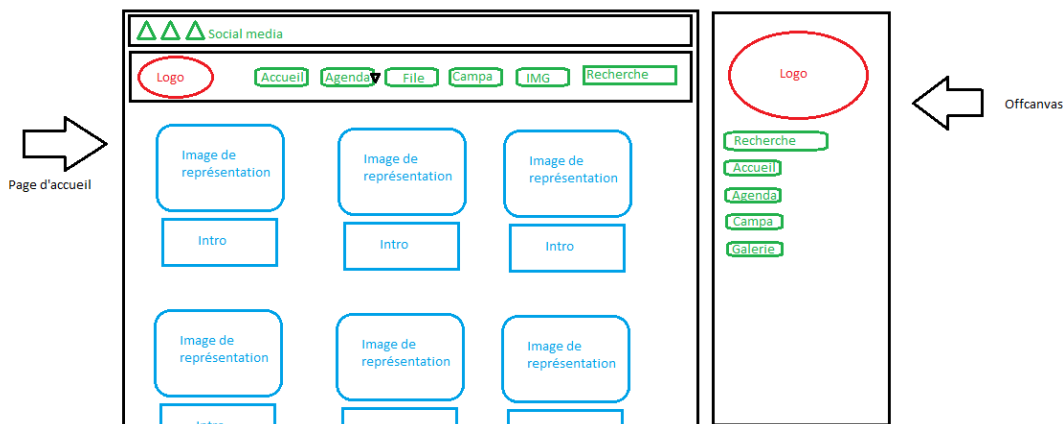 Social media
Logo
Accueil
Agenda
File
Campa
IMG
Recherche
Page d'accueil
Image de
représentation
Image de
représentation
Image de
représentation
Intro
Intro
Intro
Image de
représentation
Image de
représentation
Image de
représentation
Intro
Logo
Recherche
Accueil
Agenda
Campa
Galerie
Offcanvas